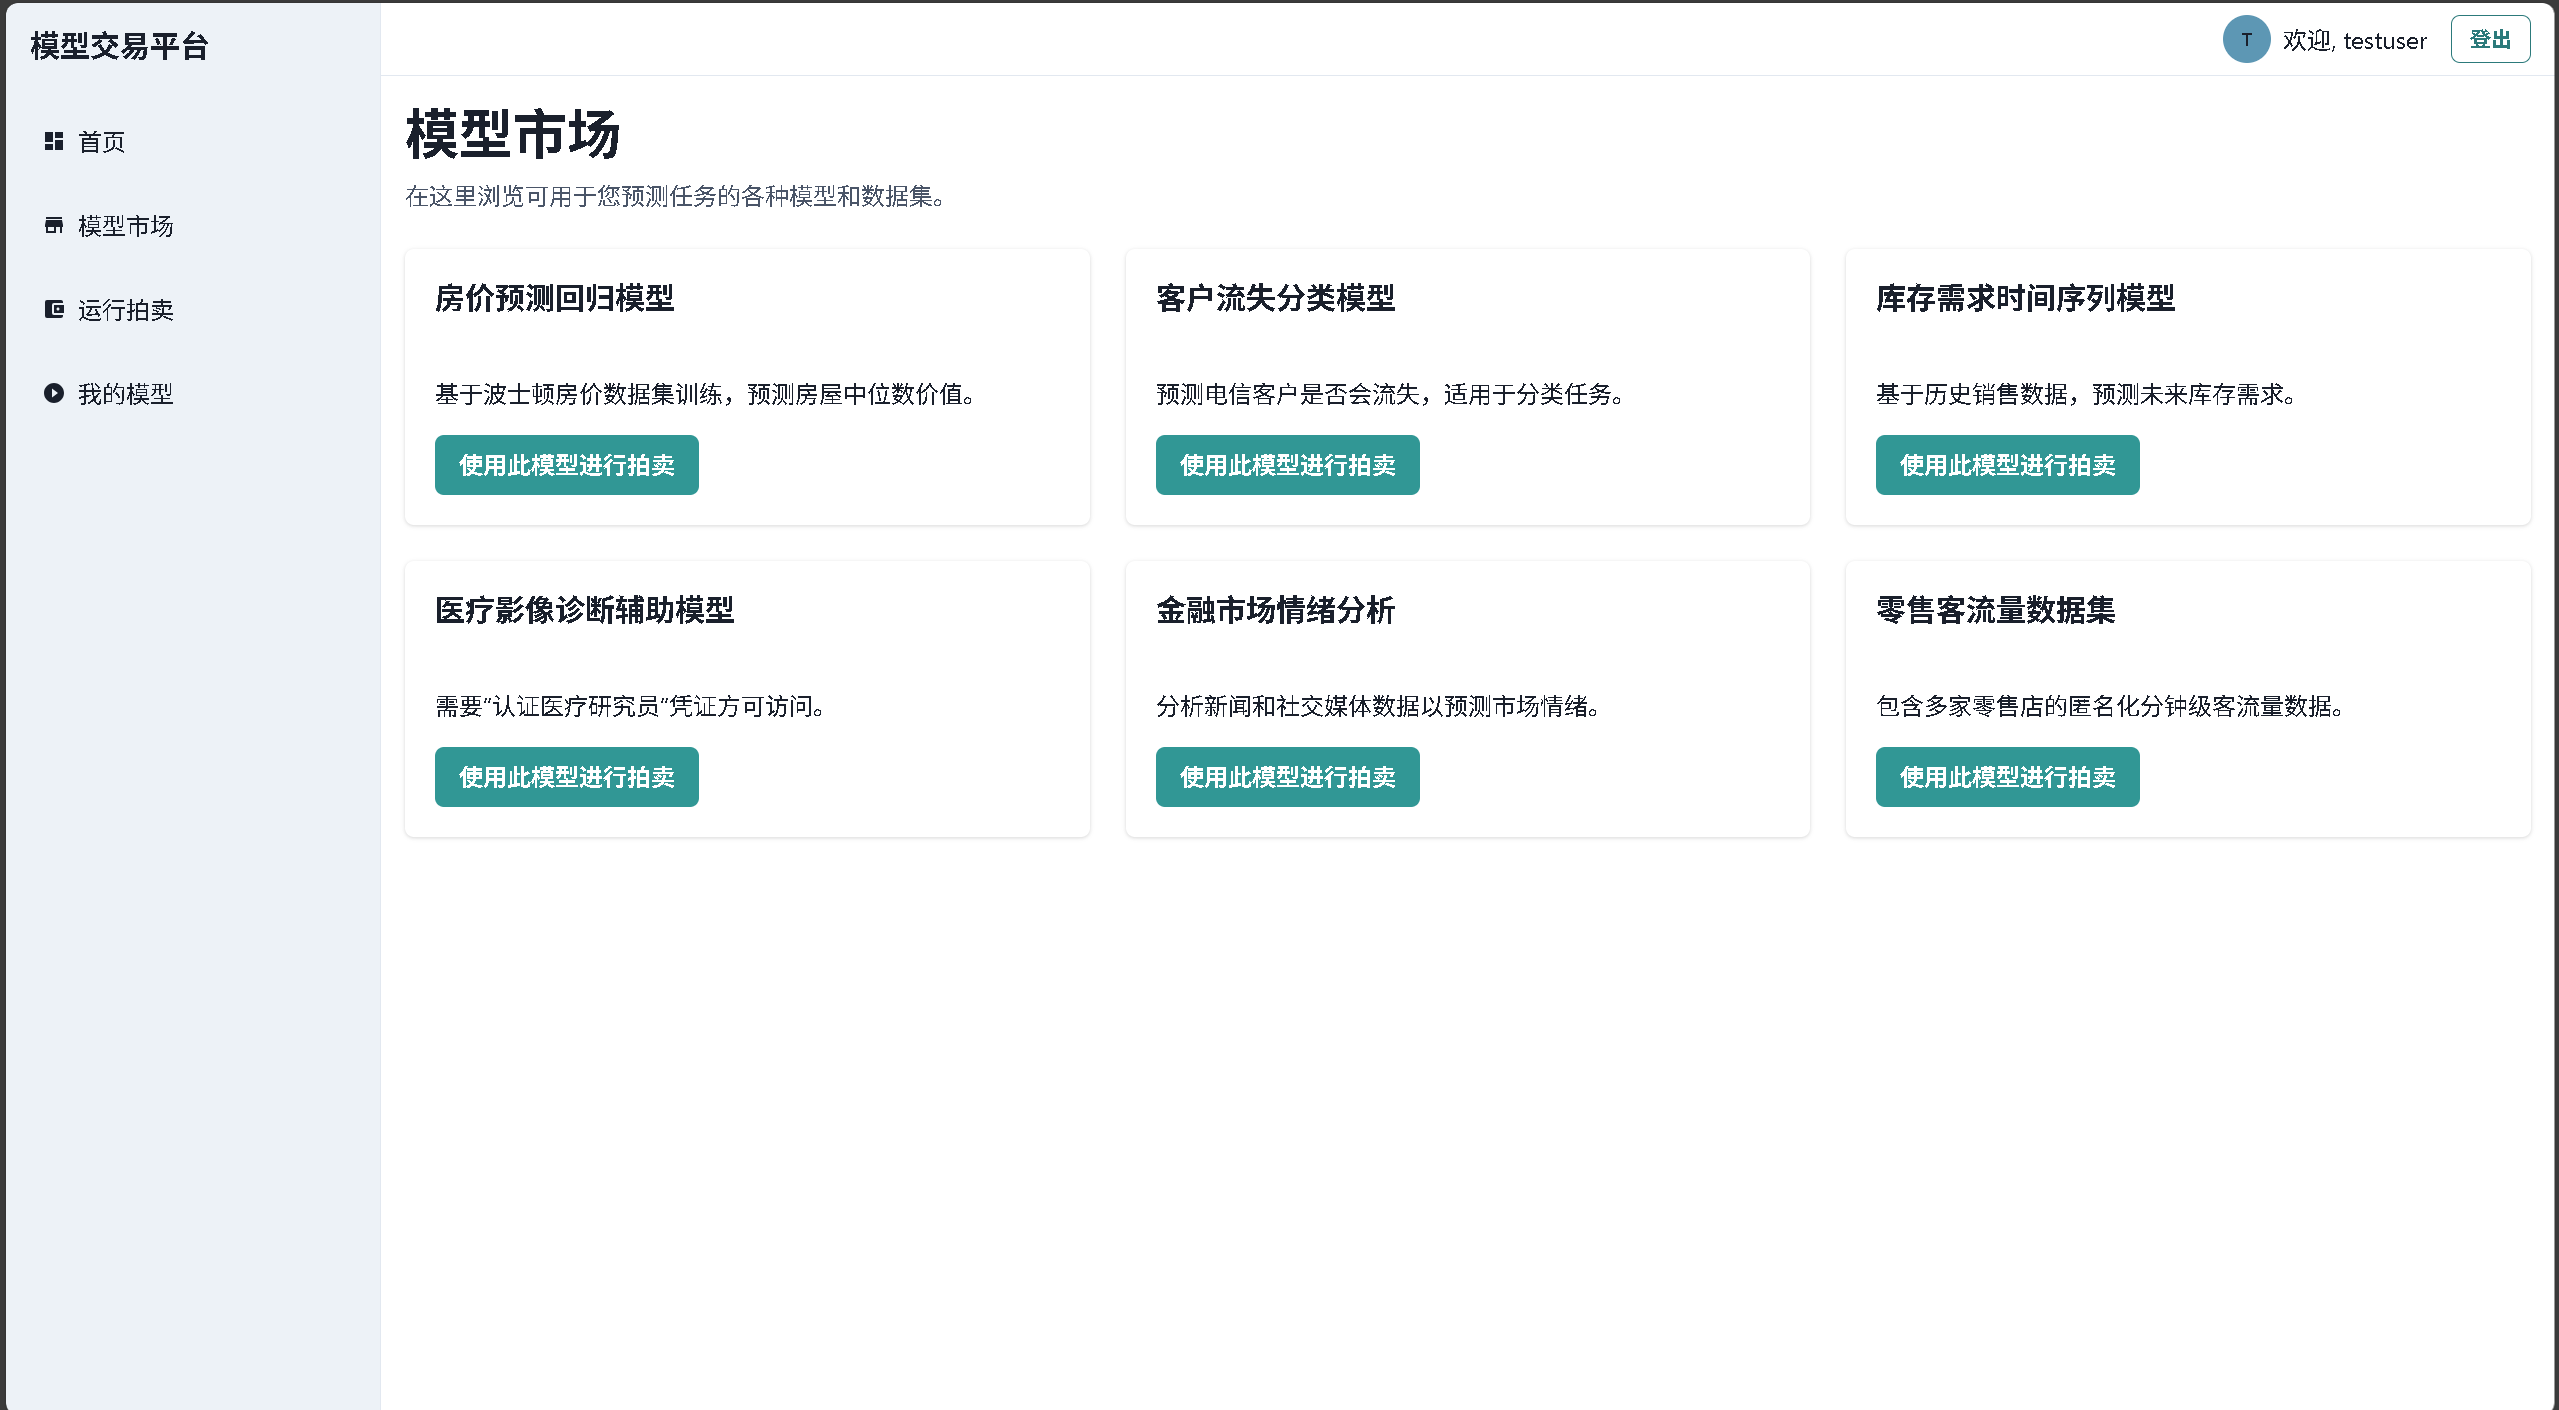 模型交易平台
首页
模型市场
运行拍卖
我的模型
T 欢迎, testuser 登出
模型市场
在这里浏览可用于您预测任务的各种模型和数据集。
房价预测回归模型
基于波士顿房价数据集训练，预测房屋中位数价值。
使用此模型进行拍卖
客户流失分类模型
预测电信客户是否会流失，适用于分类任务。
使用此模型进行拍卖
库存需求时间序列模型
基于历史销售数据，预测未来库存需求。
使用此模型进行拍卖
医疗影像诊断辅助模型
需要“认证医疗研究员”凭证方可访问。
使用此模型进行拍卖
金融市场情绪分析
分析新闻和社交媒体数据以预测市场情绪。
使用此模型进行拍卖
零售客流量数据集
包含多家零售店的匿名化分钟级客流量数据。
使用此模型进行拍卖